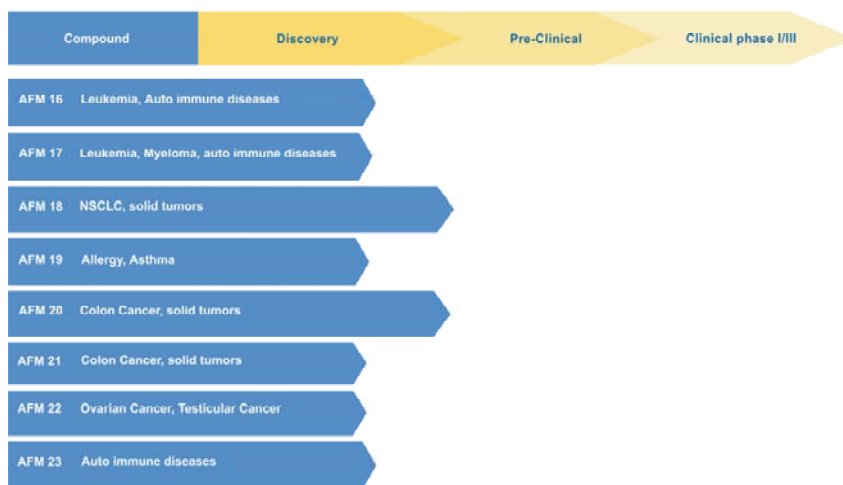 Compound Discovery Pre-Clinical Clinical phase I/III
AFM 16 Leukemia, Auto immune diseases
AFM 17 Leukemia, Myeloma, auto immune diseases
AFM 18 NSCLC, solid tumors
AFM 19 Allergy, Asthma
AFM 20 Colon Cancer, solid tumors
AFM 21 Colon Cancer, solid tumors
AFM 22 Ovarian Cancer, Testicular Cancer
AFM 23 Auto immune diseases